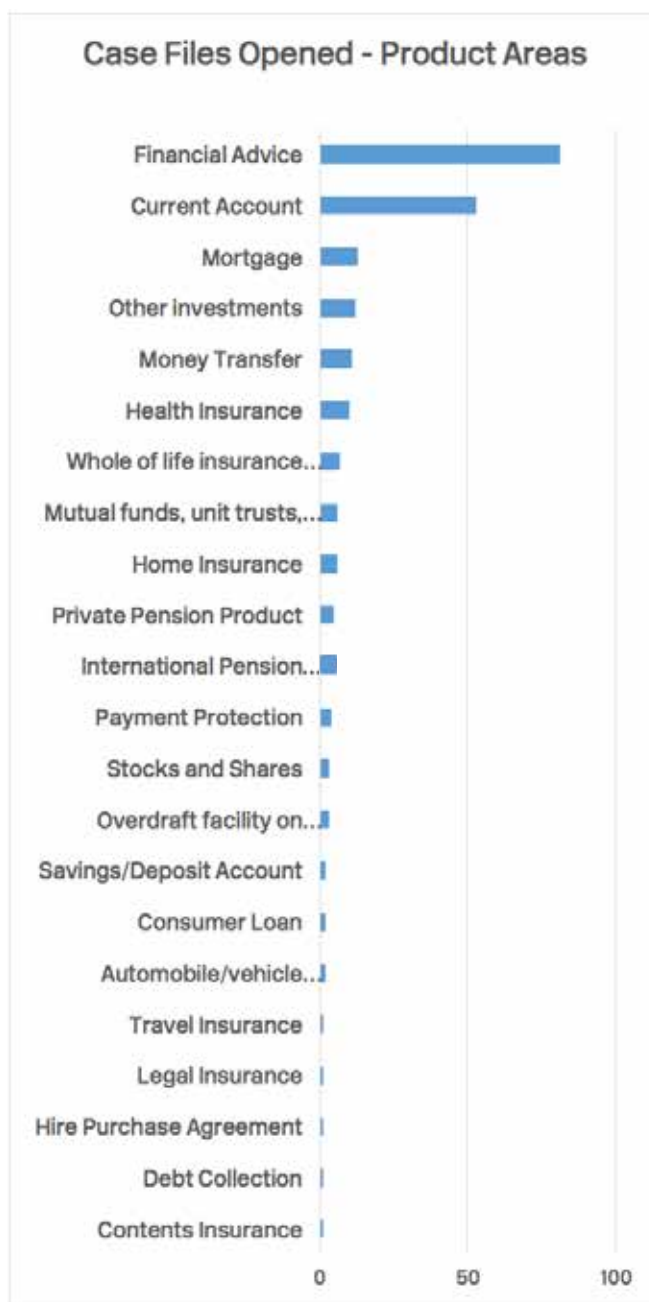 Case Files Opened - Product Areas
Financial Advice
Current Account
Mortgage
Other investments
Money Transfer
Health Insurance
Whole of life insurance...
Mutual funds, unit trusts,...
Home Insurance
Private Pension Product
International Pension...
Payment Protection
Stocks and Shares
Overdraft facility on...
Savings/Deposit Account
Consumer Loan
Automobile/vehicle...
Travel Insurance
Legal Insurance
Hire Purchase Agreement
Debt Collection
Contents Insurance
0 50 100